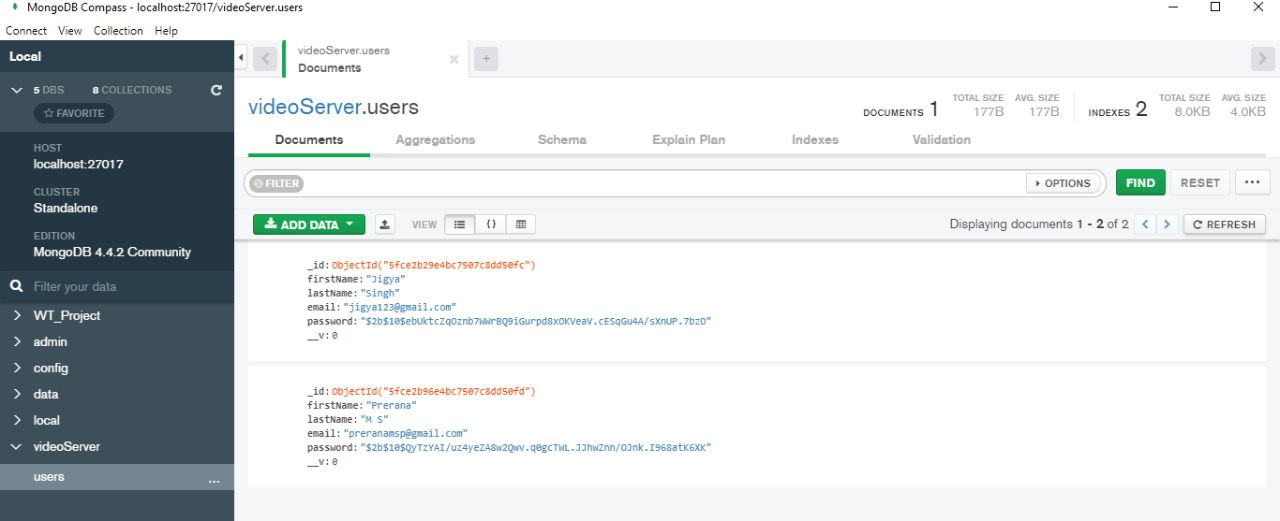 MongoDB Compass - localhost:27017/videoServer.users
Connect View Collection Help
Local
5 DBS 8 COLLECTIONS
☆ FAVORITE
HOST
localhost:27017
CLUSTER
Standalone
EDITION
MongoDB 4.4.2 Community
Filter your data
WT_Project
admin
config
data
local
videoServer
users ...
videoServer.users
Documents
videoServer.users
DOCUMENTS 1 TOTAL SIZE 177B AVG. SIZE 177B INDEXES 2 TOTAL SIZE 8.0KB AVG. SIZE 4.0KB
Documents Aggregations Schema Explain Plan Indexes Validation
FILTER OPTIONS FIND RESET ...
ADD DATA VIEW {} Displaying documents 1 - 2 of 2 < > REFRESH
_id: ObjectId("5fce2b29e4bc7507c8dd50fc")
firstName: "Jigya"
lastName: "Singh"
email: "jigya123@gmail.com"
password: "$2b$10$ebUktcZqOznb7WWrBQ9iGurpd8xOKVeaV.cESqGu4A/sXnUP.7bzO"
__v: 0
_id: ObjectId("5fce2b96e4bc7507c8dd50fd")
firstName: "Prerana"
lastName: "M S"
email: "preranamsp@gmail.com"
password: "$2b$10$QyTzYAI/uz4yeZA8w2Qwv.q0gcTWL.JJhwZnn/OJnk.I968atK6XK"
__v: 0